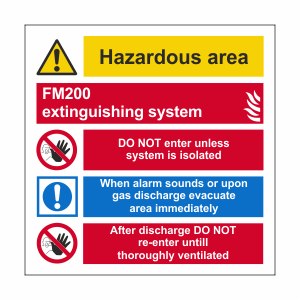 Hazardous area
FM200
extinguishing system
DO NOT enter unless
system is isolated
When alarm sounds or upon
gas discharge evacuate
area immediately
After discharge DO NOT
re-enter untill
thoroughly ventilated